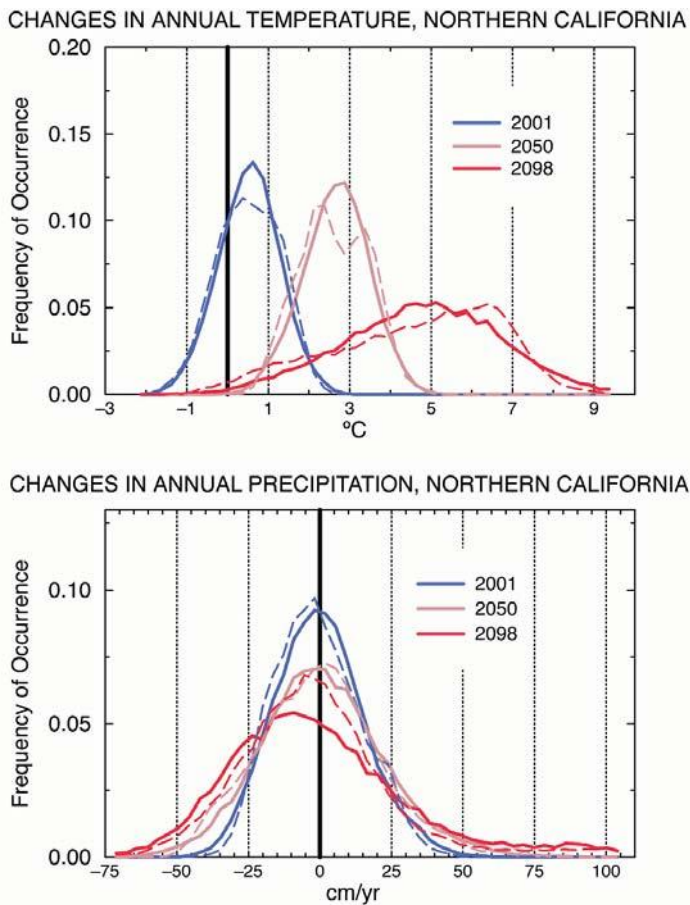 CHANGES IN ANNUAL TEMPERATURE, NORTHERN CALIFORNIA
0.20
0.15
0.10
0.05
0.00
Frequency of Occurrence
2001
2050
2098
−3 −1 1 3 5 7 9
ºC
CHANGES IN ANNUAL PRECIPITATION, NORTHERN CALIFORNIA
0.10
0.05
0.00
Frequency of Occurrence
2001
2050
2098
−75 −50 −25 0 25 50 75 100
cm/yr